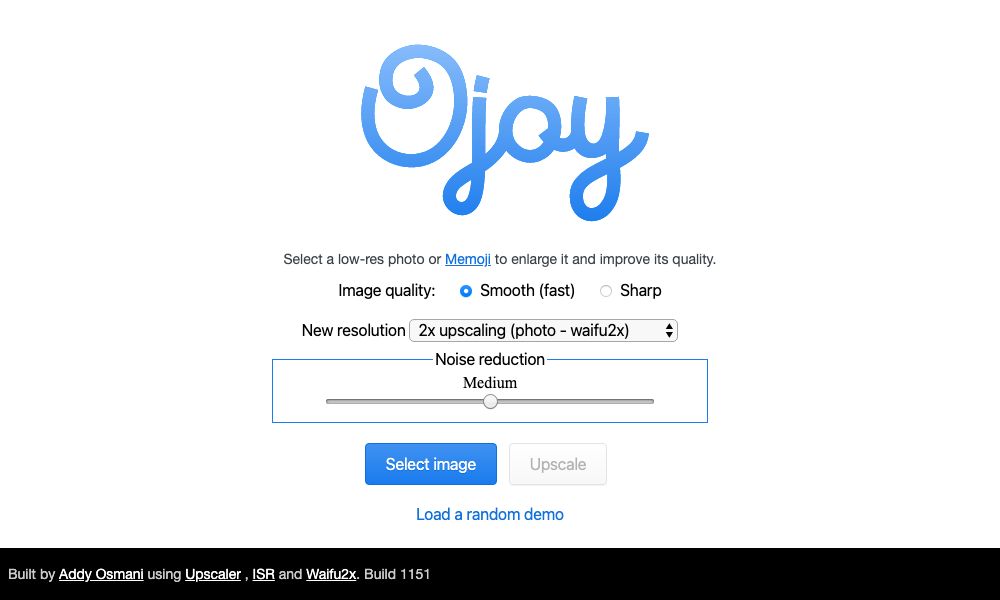 Ojoy
Select a low-res photo or Memoji to enlarge it and improve its quality.
Image quality: Smooth (fast) Sharp
New resolution 2x upscaling (photo - waifu2x)
Noise reduction
Medium
Select image Upscale
Load a random demo
Built by Addy Osmani using Upscaler , ISR and Waifu2x. Build 1151